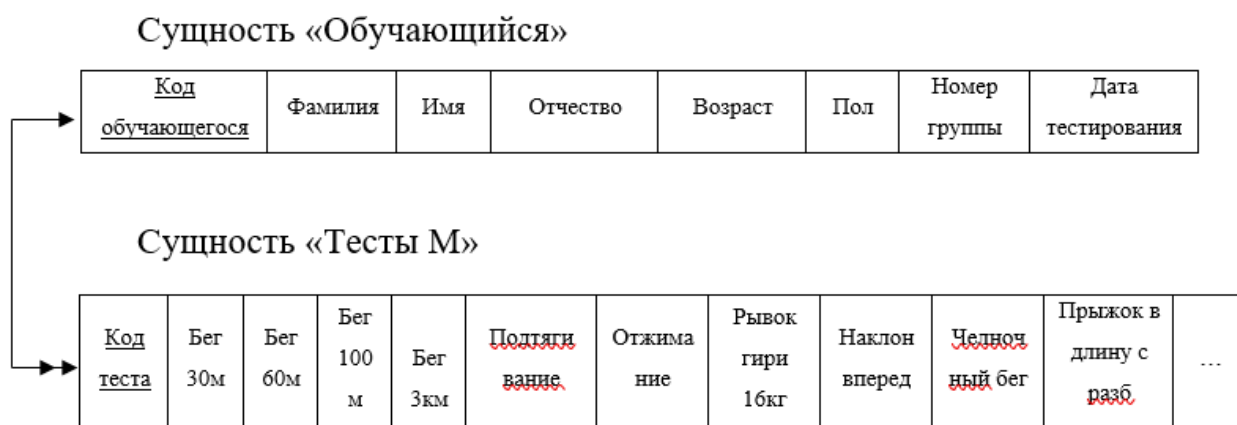 Сущность «Обучающийся»
Код
обучающегося
Фамилия
Имя
Отчество
Возраст
Пол
Номер
группы
Дата
тестирования
Сущность «Тесты М»
Код
теста
Бег
30м
Бег
60м
Бег
100
м
Бег
3км
Подтяги
вание
Отжима
ние
Рывок
гири
16кг
Наклон
вперед
Челноч
ный бег
Прыжок в
длину с
разб
...